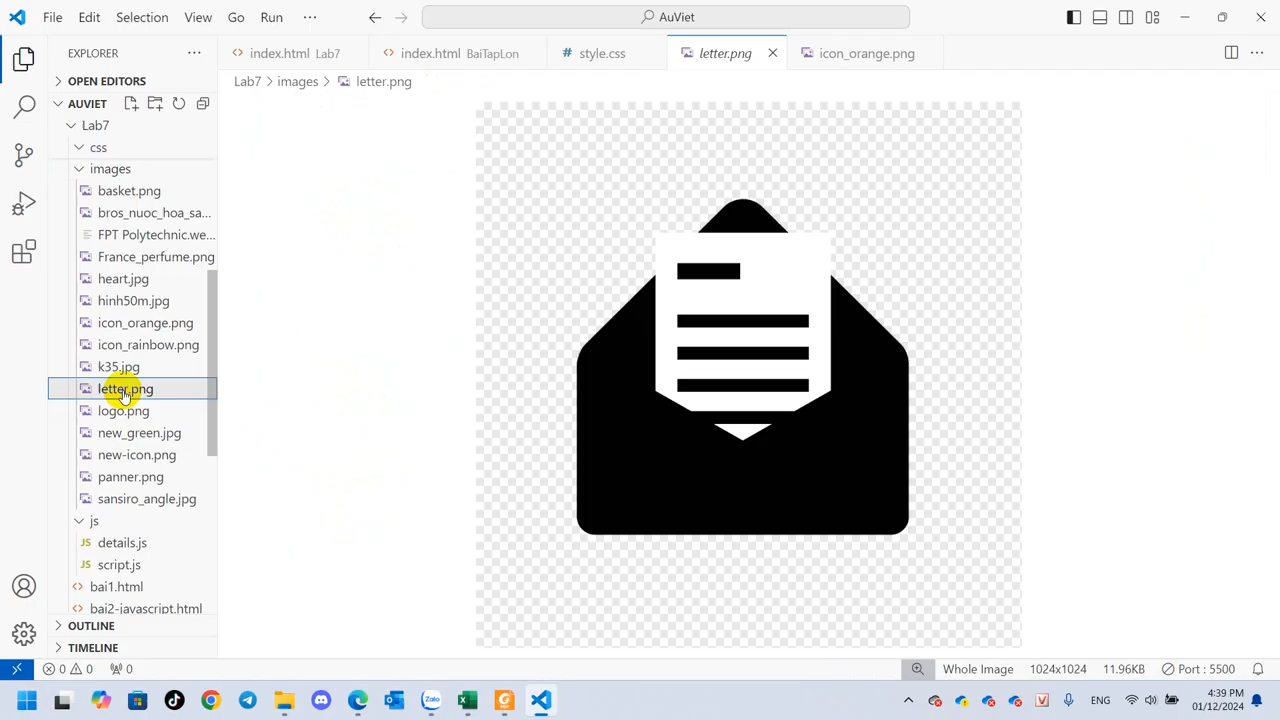 File Edit Selection View Go Run ··· AuViet
EXPLORER ···
index.html Lab7
index.html BaiTapLon
# style.css
letter.png
icon_orange.png
OPEN EDITORS
Lab7 > images > letter.png
AUVIET
Lab7
css
images
basket.png
bros_nuoc_hoa_sa...
FPT Polytechnic.we...
France_perfume.png
heart.jpg
hinh50m.jpg
icon_orange.png
icon_rainbow.png
k35.jpg
letter.png
logo.png
new_green.jpg
new-icon.png
panner.png
sansiro_angle.jpg
js
JS details.js
JS script.js
bai1.html
bai2-javascript.html
OUTLINE
TIMELINE
0 0 0 Whole Image 1024x1024 11.96KB Port : 5500
Zalo ENG 4:39 PM
01/12/2024